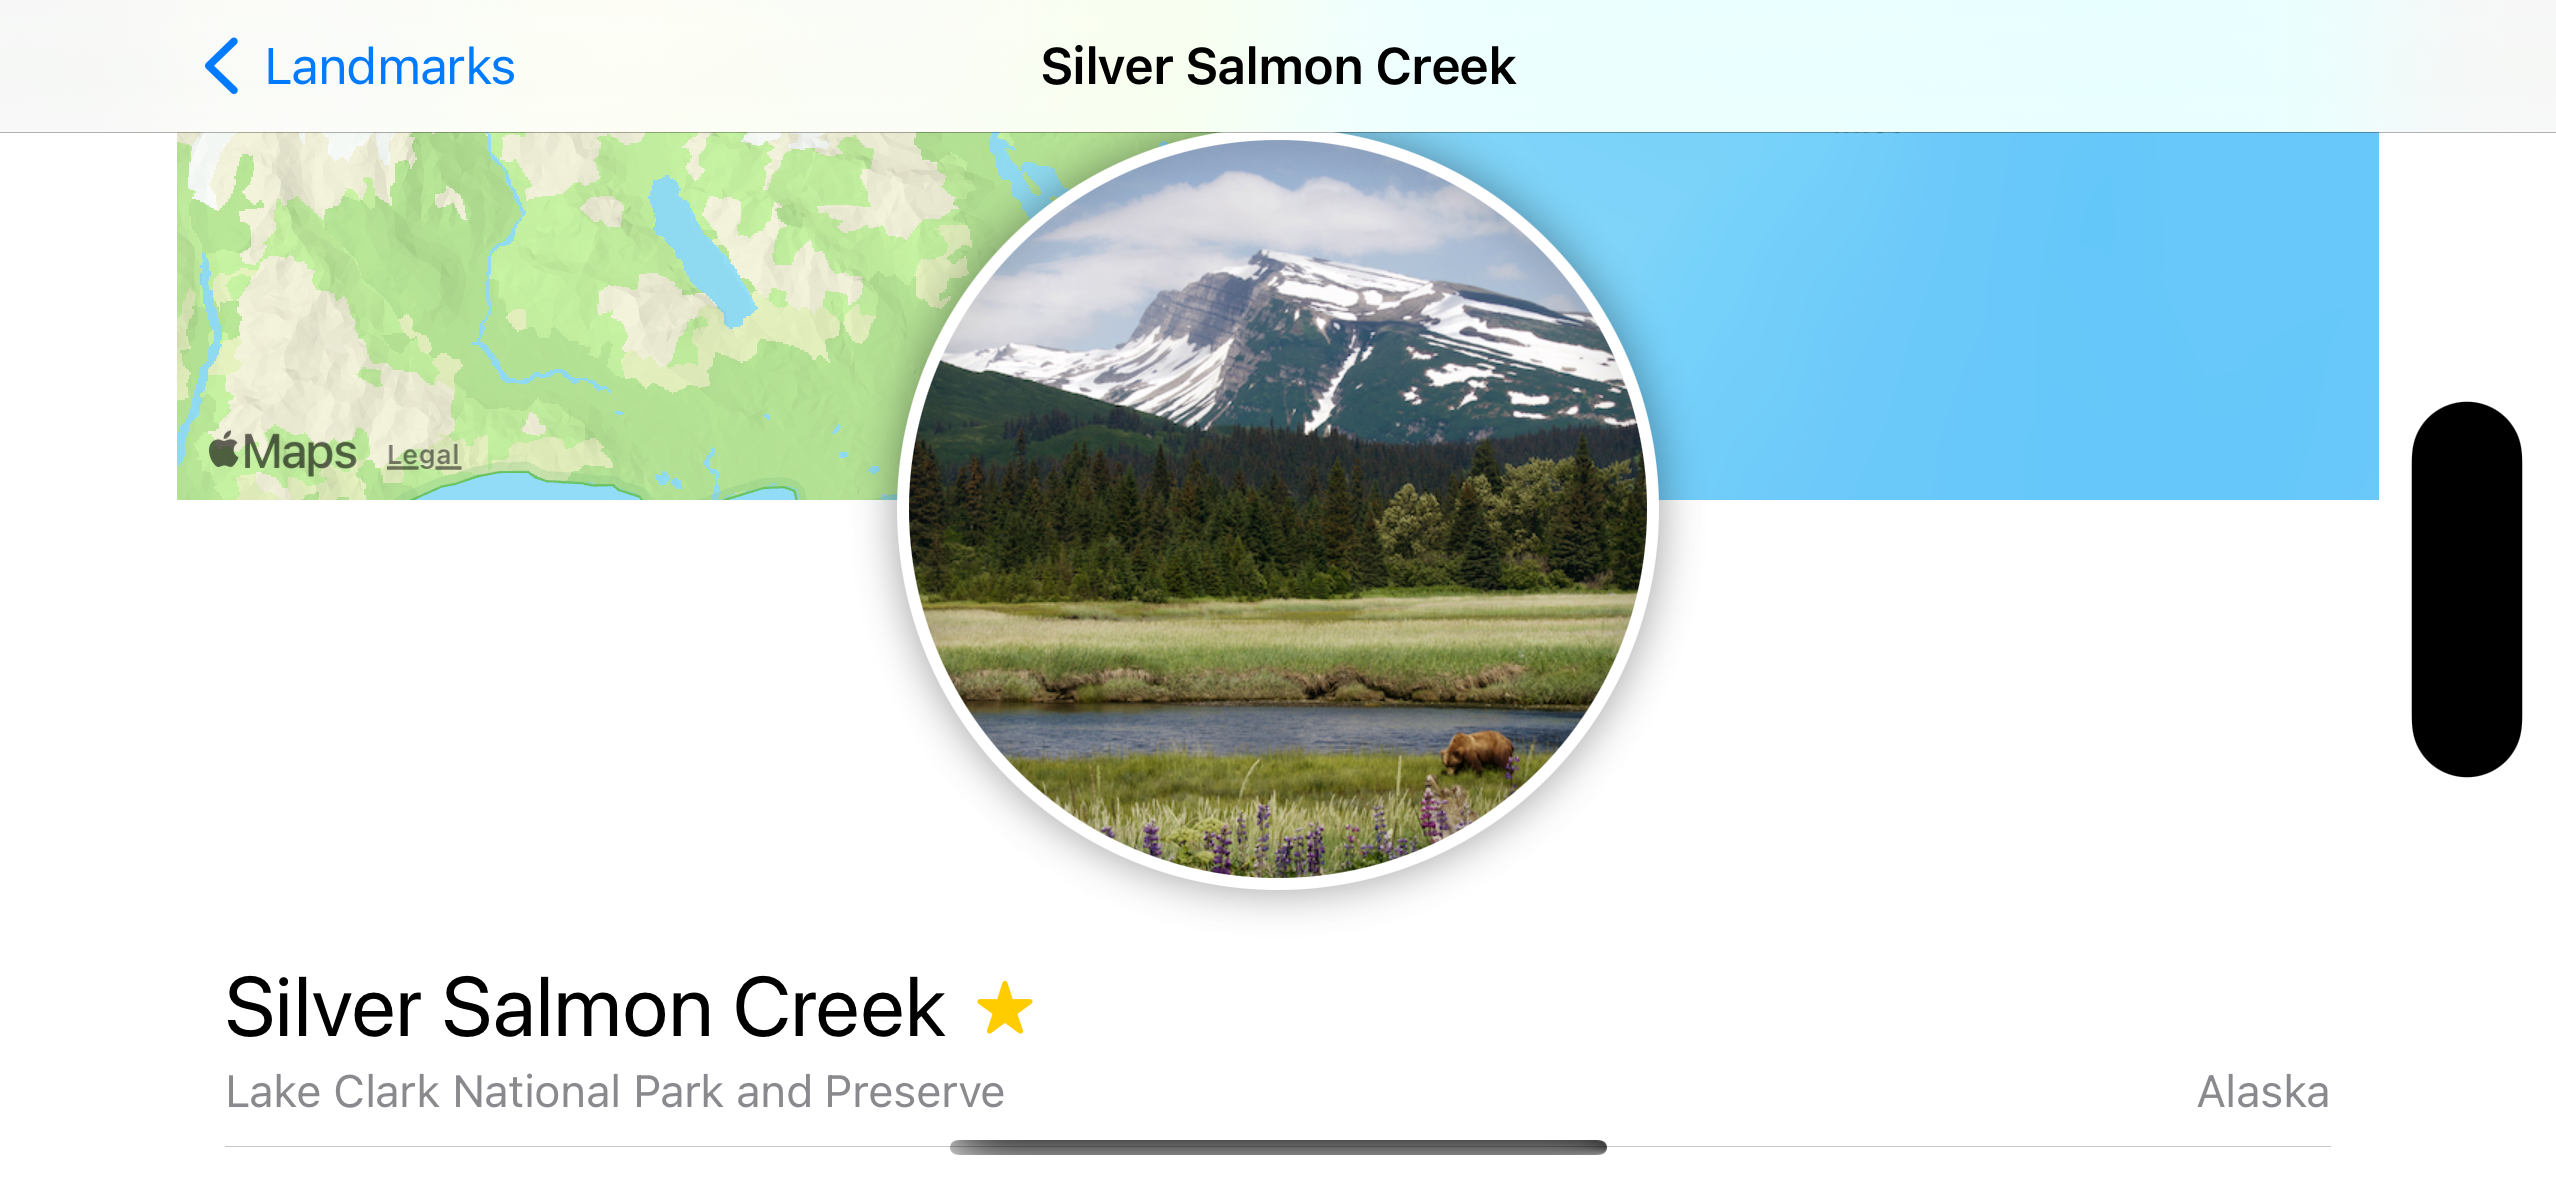 Landmarks
Silver Salmon Creek
Maps Legal
Silver Salmon Creek
Lake Clark National Park and Preserve
Alaska